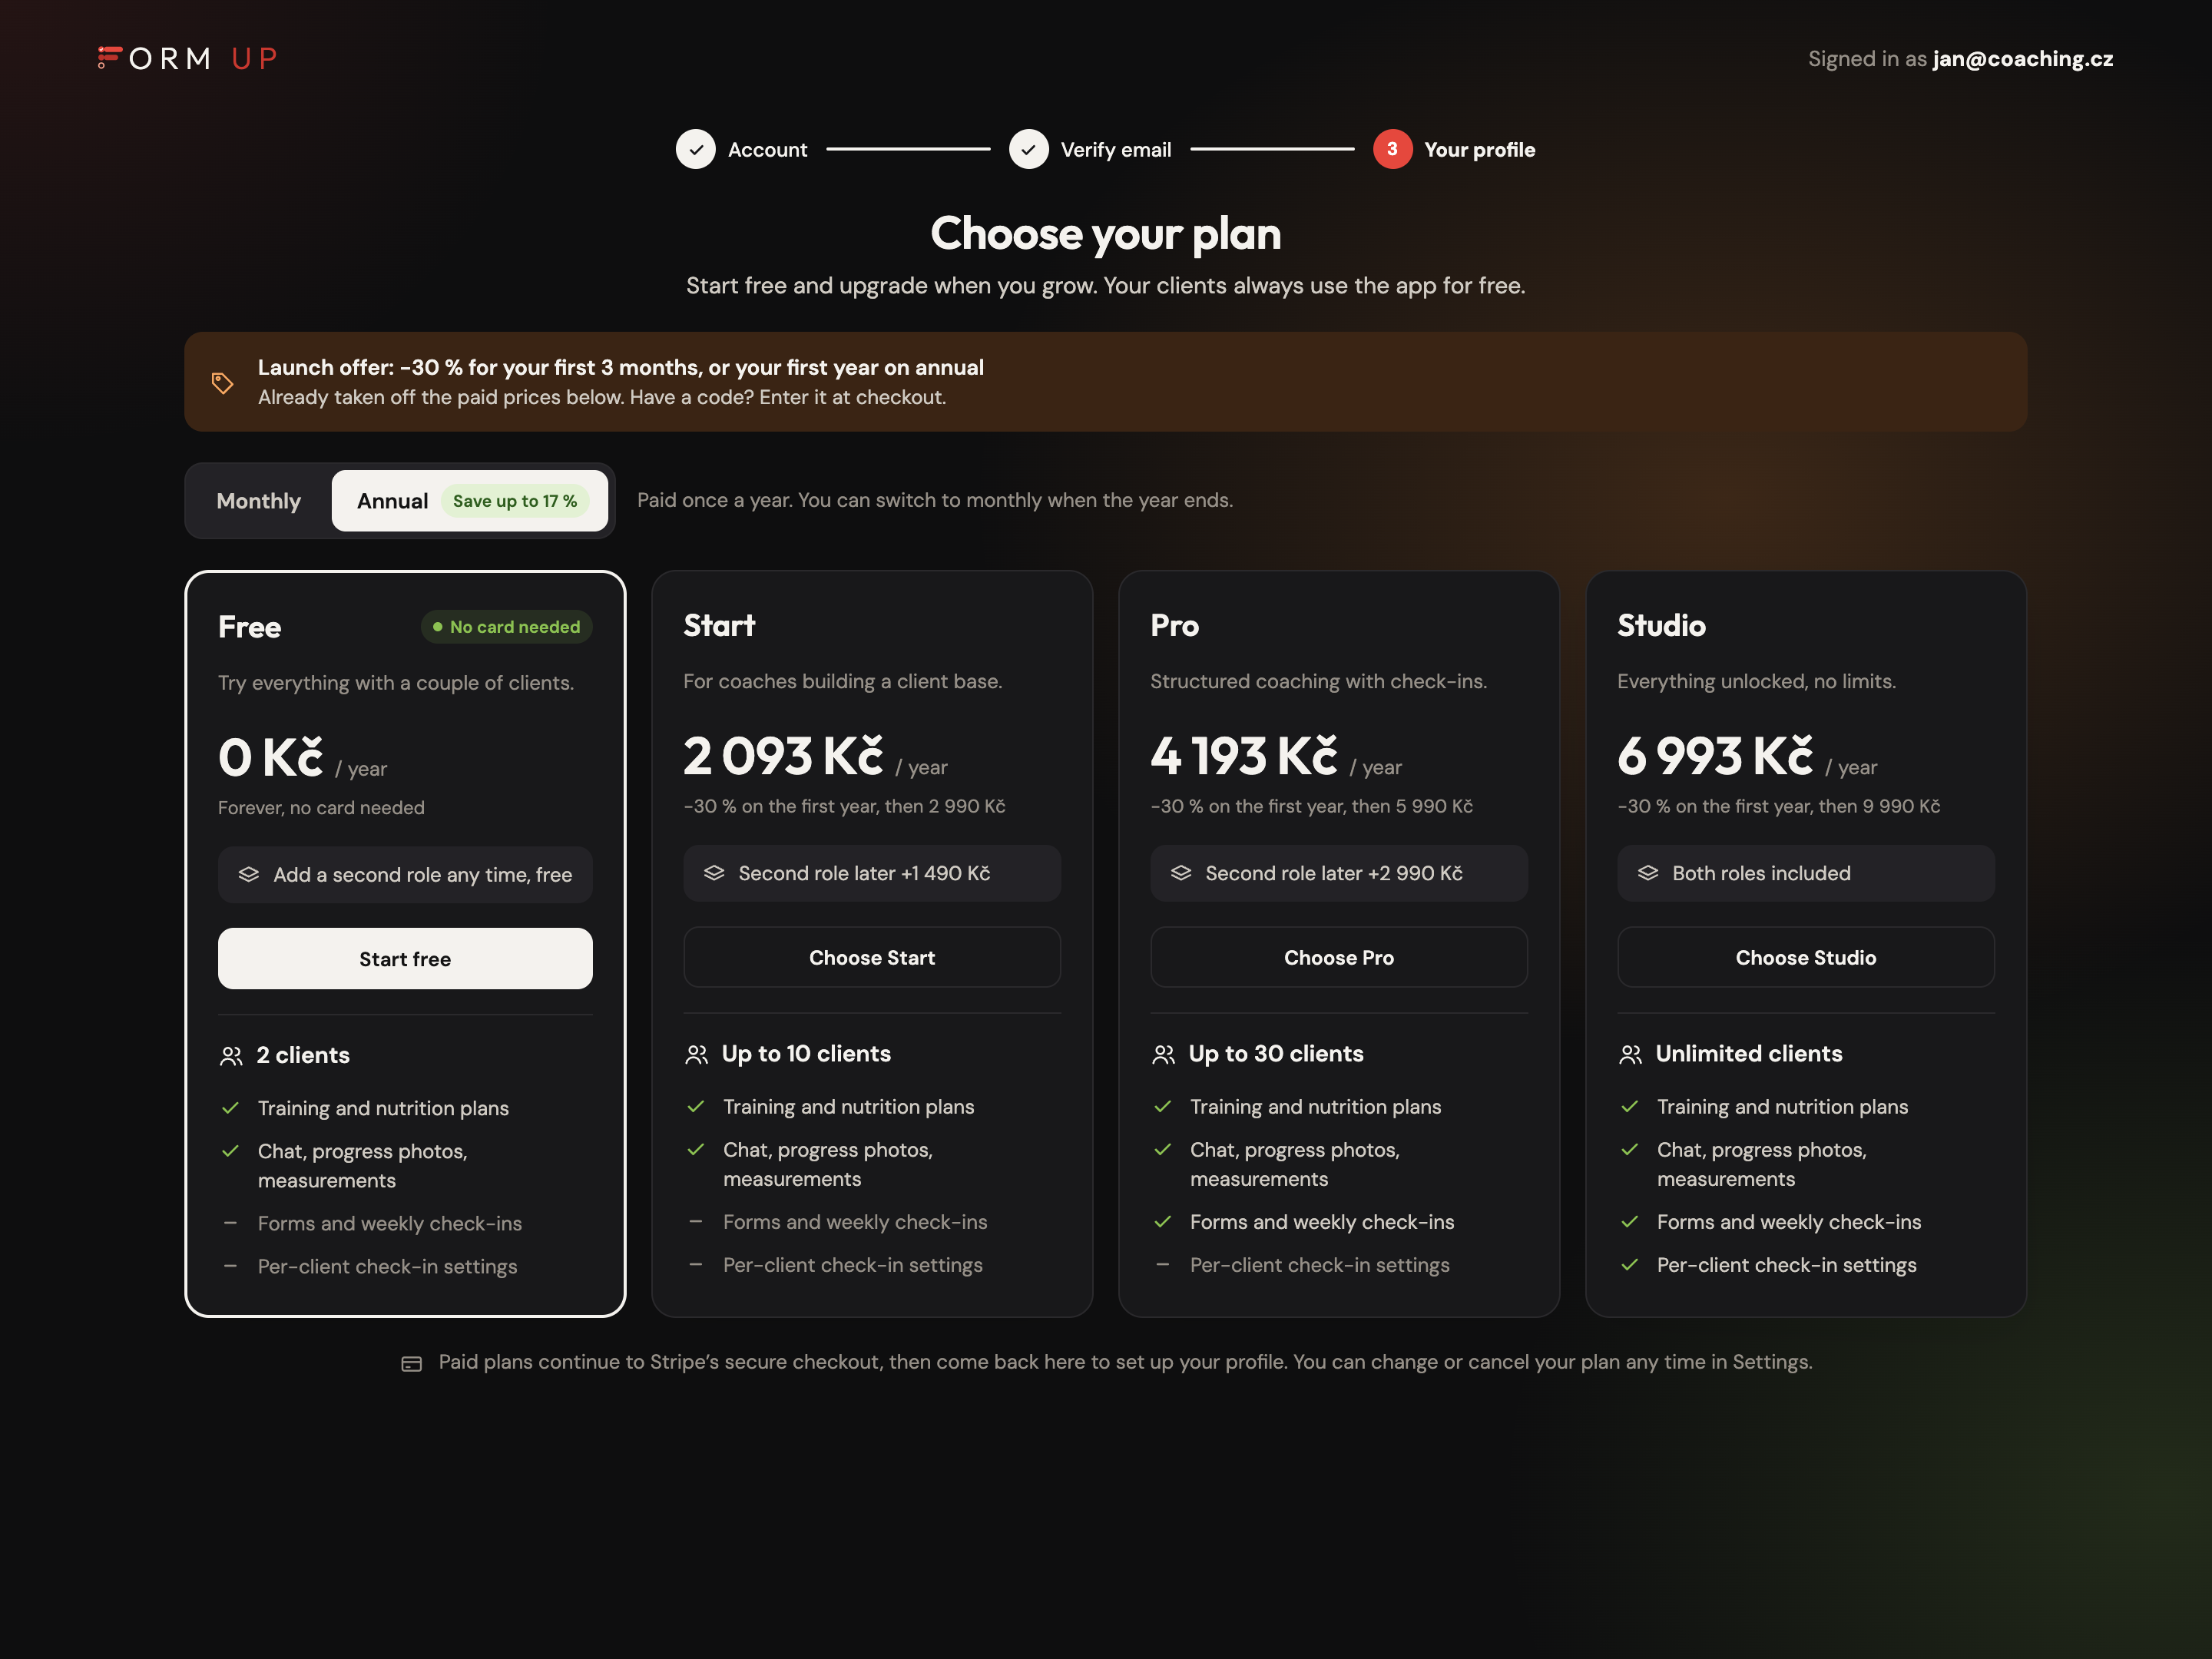 FORM UP
Signed in as jan@coaching.cz
Account
Verify email
3 Your profile
Choose your plan
Start free and upgrade when you grow. Your clients always use the app for free.
Launch offer: -30 % for your first 3 months, or your first year on annual
Already taken off the paid prices below. Have a code? Enter it at checkout.
Monthly
Annual Save up to 17 %
Paid once a year. You can switch to monthly when the year ends.
Free
No card needed
Try everything with a couple of clients.
0 Kč / year
Forever, no card needed
Add a second role any time, free
Start free
2 clients
Training and nutrition plans
Chat, progress photos,
measurements
Forms and weekly check-ins
Per-client check-in settings
Start
For coaches building a client base.
2 093 Kč / year
-30 % on the first year, then 2 990 Kč
Second role later +1 490 Kč
Choose Start
Up to 10 clients
Training and nutrition plans
Chat, progress photos,
measurements
Forms and weekly check-ins
Per-client check-in settings
Pro
Structured coaching with check-ins.
4 193 Kč / year
-30 % on the first year, then 5 990 Kč
Second role later +2 990 Kč
Choose Pro
Up to 30 clients
Training and nutrition plans
Chat, progress photos,
measurements
Forms and weekly check-ins
Per-client check-in settings
Studio
Everything unlocked, no limits.
6 993 Kč / year
-30 % on the first year, then 9 990 Kč
Both roles included
Choose Studio
Unlimited clients
Training and nutrition plans
Chat, progress photos,
measurements
Forms and weekly check-ins
Per-client check-in settings
Paid plans continue to Stripe’s secure checkout, then come back here to set up your profile. You can change or cancel your plan any time in Settings.